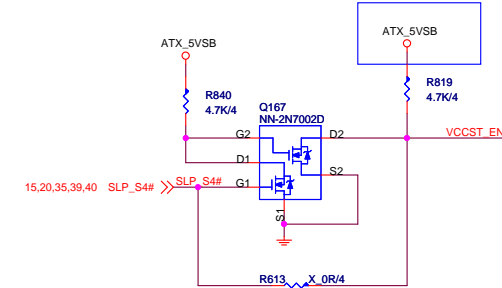 ATX_5VSB
ATX_5VSB
R840
4.7K/4
R819
4.7K/4
Q167
NN-2N7002D
G2
D2
VCCST_EN
D1
S2
15,20,35,39,40 SLP_S4#
SLP_S4#
G1
S1
R613
X_0R/4